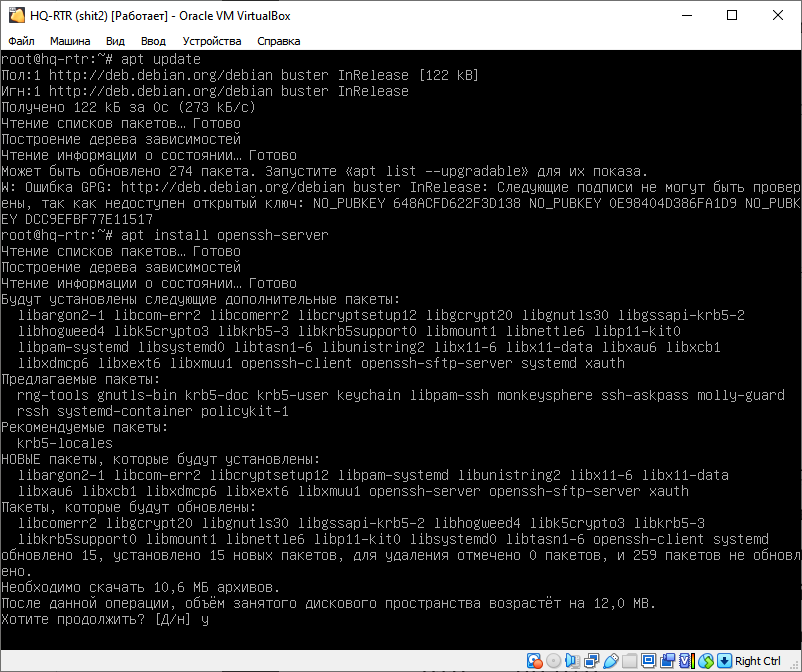 HQ-RTR (shit2) [Работает] - Oracle VM VirtualBox
Файл Машина Вид Ввод Устройства Справка
root@hq-rtr:~# apt update
Пол:1 http://deb.debian.org/debian buster InRelease [122 kB]
Игн:1 http://deb.debian.org/debian buster InRelease
Получено 122 kБ за 0с (273 kБ/c)
Чтение списков пакетов… Готово
Построение дерева зависимостей
Чтение информации о состоянии… Готово
Может быть обновлено 274 пакета. Запустите «apt list --upgradable» для их показа.
W: Ошибка GPG: http://deb.debian.org/debian buster InRelease: Следующие подписи не могут быть провер
ены, так как недоступен открытый ключ: NO_PUBKEY 648ACFD622F3D138 NO_PUBKEY 0E98404D386FA1D9 NO_PUBK
EY DCC9EFBF77E11517
root@hq-rtr:~# apt install openssh-server
Чтение списков пакетов… Готово
Построение дерева зависимостей
Чтение информации о состоянии… Готово
Будут установлены следующие дополнительные пакеты:
libargon2-1 libcom-err2 libcomerr2 libcryptsetup12 libgcrypt20 libgnutls30 libgssapi-krb5-2
libhogweed4 libk5crypto3 libkrb5-3 libkrb5support0 libmount1 libnettle6 libp11-kit0
libpam-systemd libsystemd0 libtasn1-6 libunistring2 libx11-6 libx11-data libxau6 libxcb1
libxdmcp6 libxext6 libxmuu1 openssh-client openssh-sftp-server systemd xauth
Предлагаемые пакеты:
rng-tools gnutls-bin krb5-doc krb5-user keychain libpam-ssh monkeysphere ssh-askpass molly-guard
rssh systemd-container policykit-1
Рекомендуемые пакеты:
krb5-locales
НОВЫЕ пакеты, которые будут установлены:
libargon2-1 libcom-err2 libcryptsetup12 libpam-systemd libunistring2 libx11-6 libx11-data
libxau6 libxcb1 libxdmcp6 libxext6 libxmuu1 openssh-server openssh-sftp-server xauth
Пакеты, которые будут обновлены:
libcomerr2 libgcrypt20 libgnutls30 libgssapi-krb5-2 libhogweed4 libk5crypto3 libkrb5-3
libkrb5support0 libmount1 libnettle6 libp11-kit0 libsystemd0 libtasn1-6 openssh-client systemd
обновлено 15, установлено 15 новых пакетов, для удаления отмечено 0 пакетов, и 259 пакетов не обновл
ено.
Необходимо скачать 10,6 МБ архивов.
После данной операции, объём занятого дискового пространства возрастёт на 12,0 MB.
Хотите продолжить? [Д/н] y
Right Ctrl